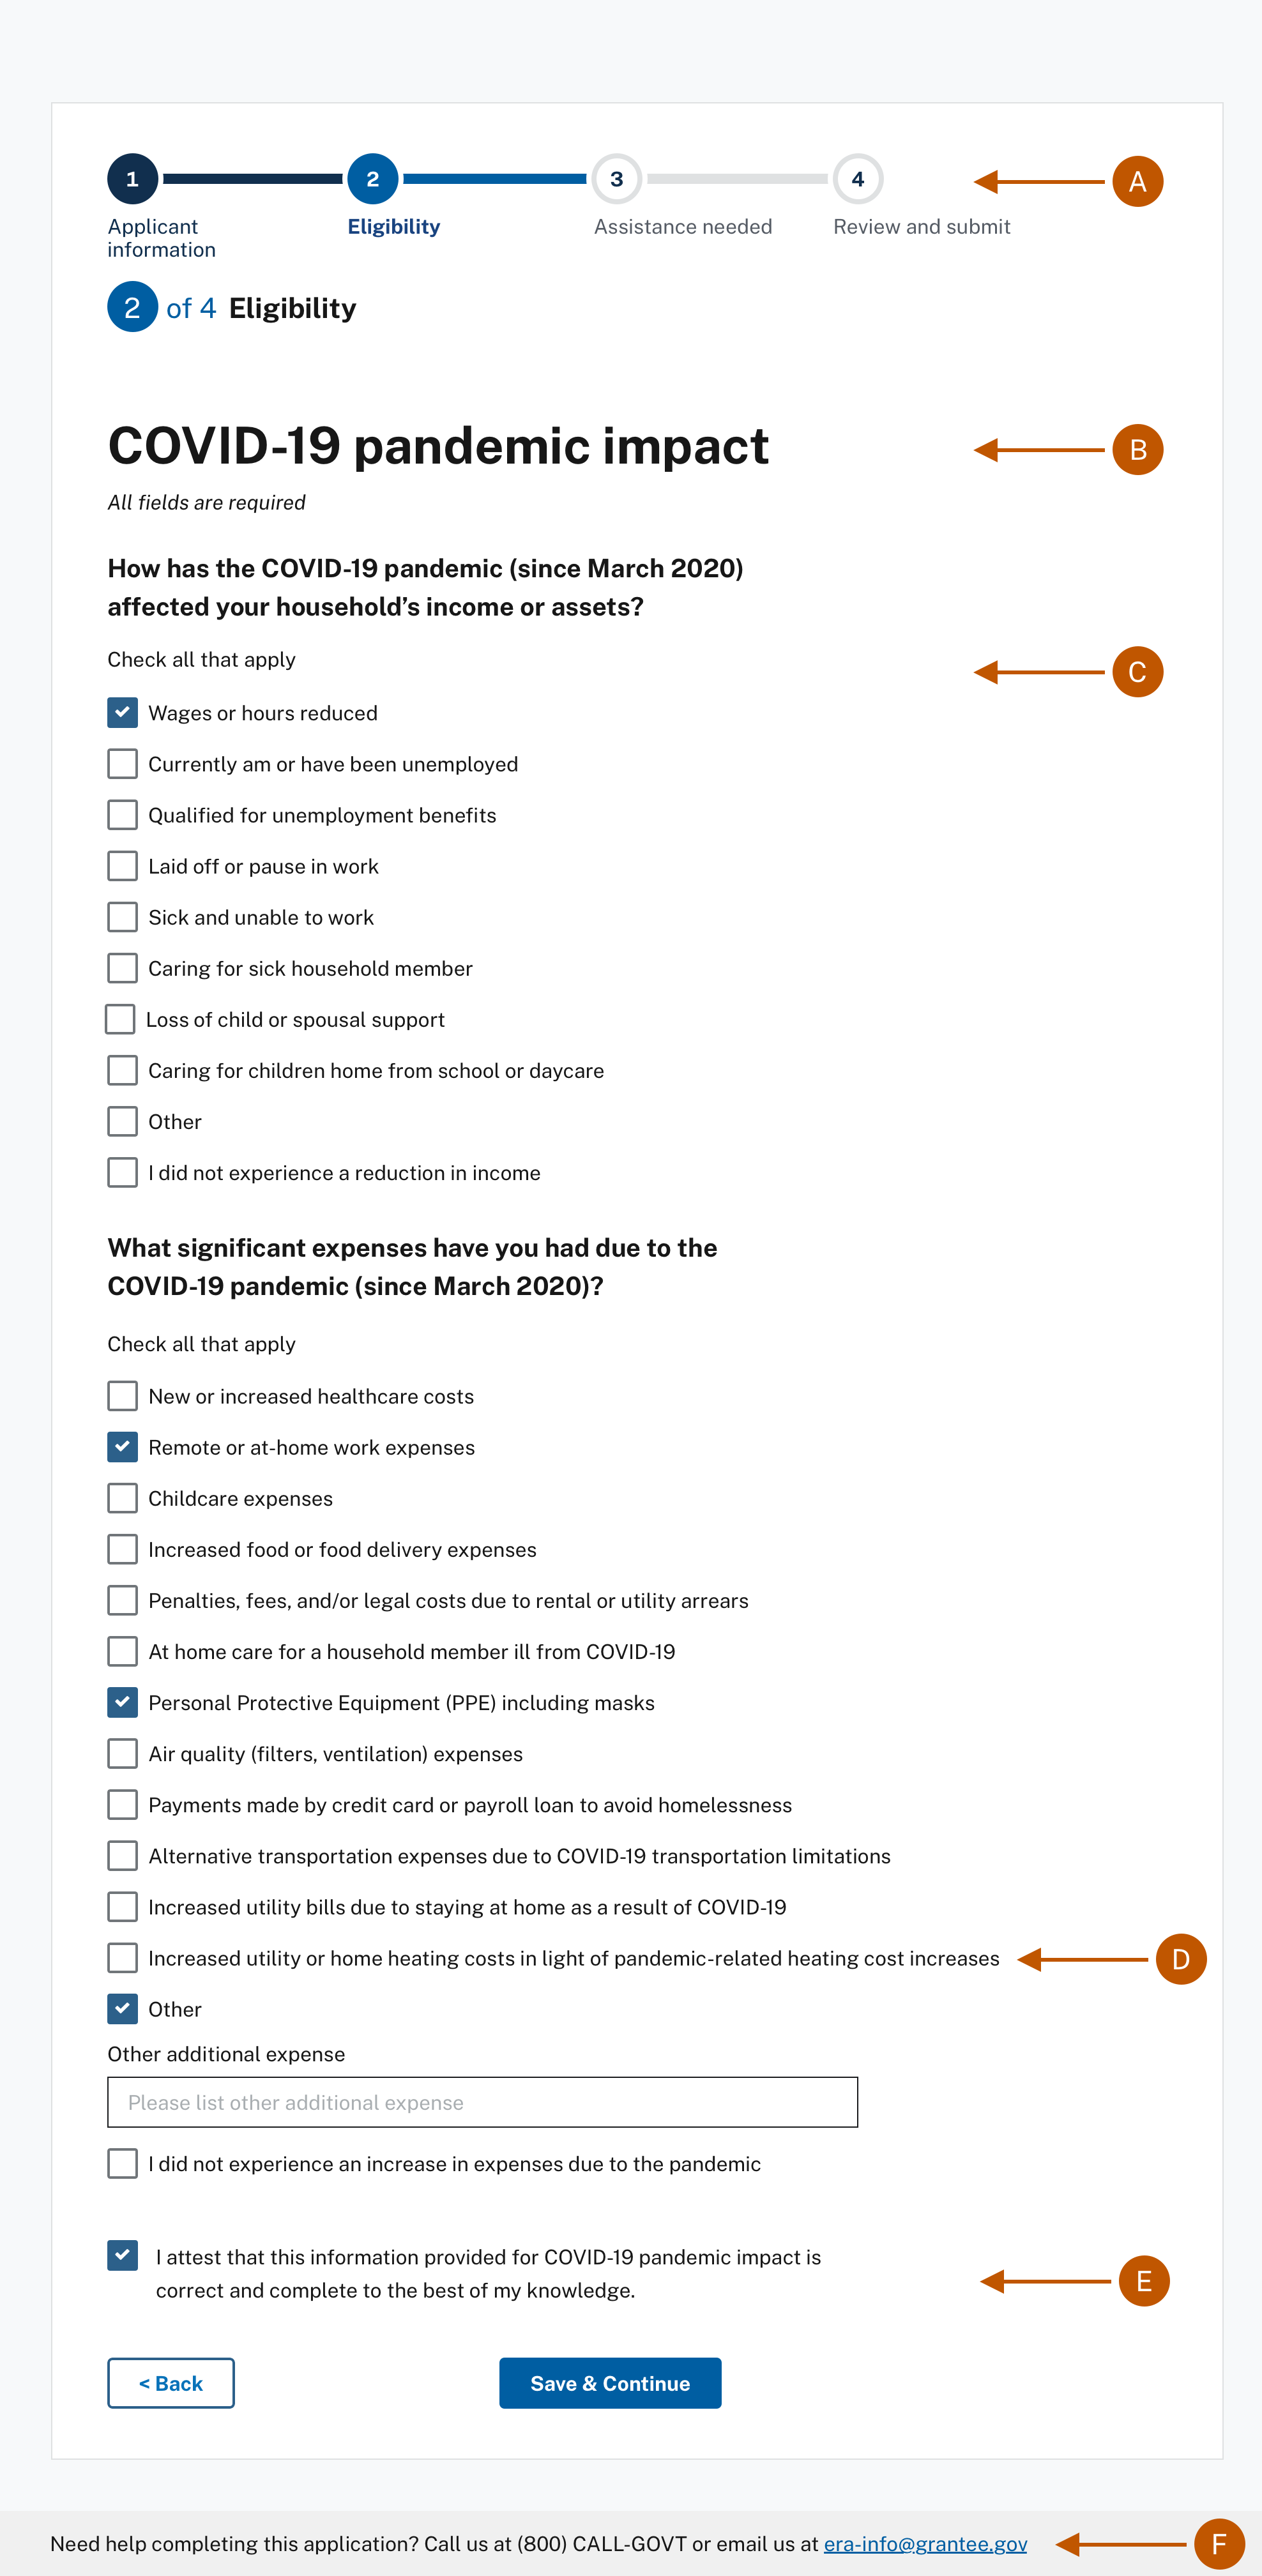 1 2 3 4 A
Applicant information Eligibility Assistance needed Review and submit
2 of 4 Eligibility
COVID-19 pandemic impact B
All fields are required
How has the COVID-19 pandemic (since March 2020)
affected your household’s income or assets?
Check all that apply C
Wages or hours reduced
Currently am or have been unemployed
Qualified for unemployment benefits
Laid off or pause in work
Sick and unable to work
Caring for sick household member
Loss of child or spousal support
Caring for children home from school or daycare
Other
I did not experience a reduction in income
What significant expenses have you had due to the
COVID-19 pandemic (since March 2020)?
Check all that apply
New or increased healthcare costs
Remote or at-home work expenses
Childcare expenses
Increased food or food delivery expenses
Penalties, fees, and/or legal costs due to rental or utility arrears
At home care for a household member ill from COVID-19
Personal Protective Equipment (PPE) including masks
Air quality (filters, ventilation) expenses
Payments made by credit card or payroll loan to avoid homelessness
Alternative transportation expenses due to COVID-19 transportation limitations
Increased utility bills due to staying at home as a result of COVID-19
Increased utility or home heating costs in light of pandemic-related heating cost increases D
Other
Other additional expense
Please list other additional expense
I did not experience an increase in expenses due to the pandemic
I attest that this information provided for COVID-19 pandemic impact is
correct and complete to the best of my knowledge. E
< Back Save & Continue
Need help completing this application? Call us at (800) CALL-GOVT or email us at era-info@grantee.gov F